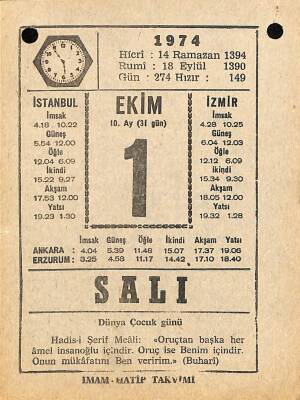 1974
Hicri : 14 Ramazan 1394
Rumî : 18 Eylül 1390
Gün : 274 Hızır : 149
İSTANBUL
İmsak
4.18 10.22
Güneş
5.54 12.00
Öğle
12.04 6.09
İkindi
15.22 9.27
Akşam
17.53 12.00
Yatsı
19.23 1.30
EKİM
10. Ay (31 gün)
1
İZMİR
İmsak
4.28 10.25
Güneş
6.04 12.03
Öğle
12.12 6.09
İkindi
15.34 9.30
Akşam
18.05 12.00
Yatsı
19.32 1.28
İmsak Güneş Öğle İkindi Akşam Yatsı
ANKARA : 4.04 5.39 11.48 15.07 17.37 19.06
ERZURUM : 3.25 4.58 11.17 14.42 17.10 18.40
SALI
Dünya Çocuk günü
Hadis-i Şerif Meâli: «Oruçtan başka her
âmel insanoğlu içindir. Oruç ise Benim içindir.
Onun mükâfatını Ben veririm.» (Buharî)
İMAM-HATİP TAKVİMİ